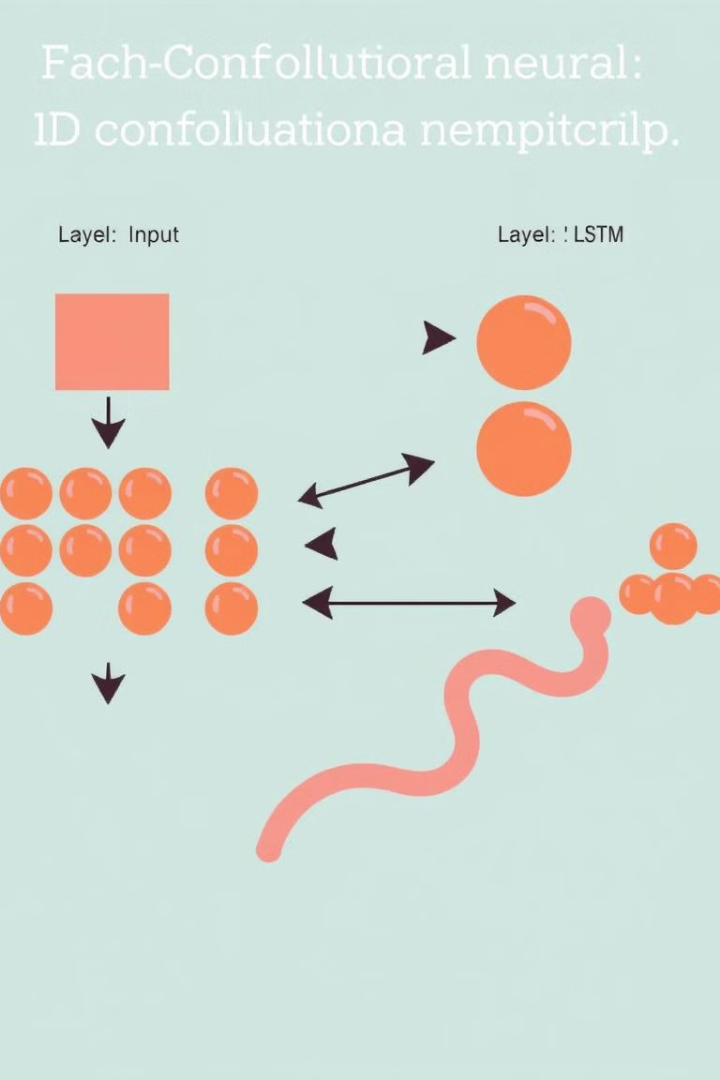 Fach-Confollutioral neural:
1D confolluationa nempitcrilp.
Layel: Input
Layel: ! LSTM